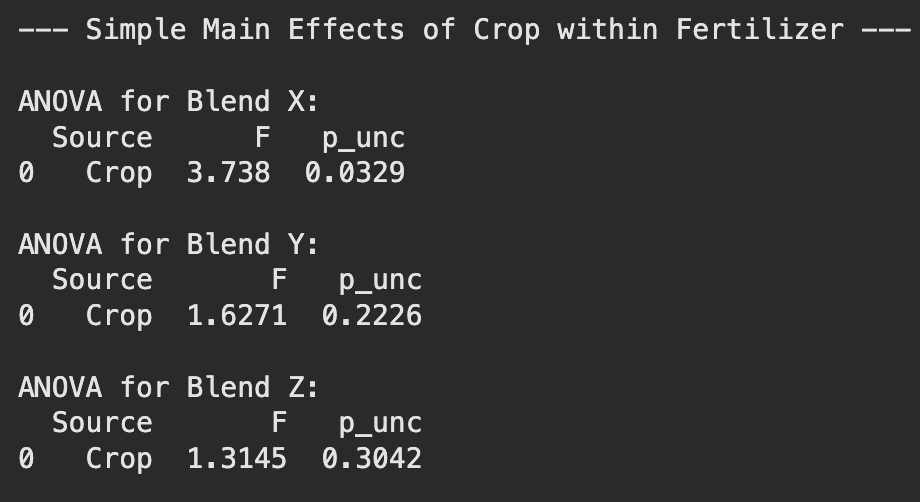 --- Simple Main Effects of Crop within Fertilizer ---
ANOVA for Blend X:
Source F p_unc
0 Crop 3.738 0.0329
ANOVA for Blend Y:
Source F p_unc
0 Crop 1.6271 0.2226
ANOVA for Blend Z:
Source F p_unc
0 Crop 1.3145 0.3042